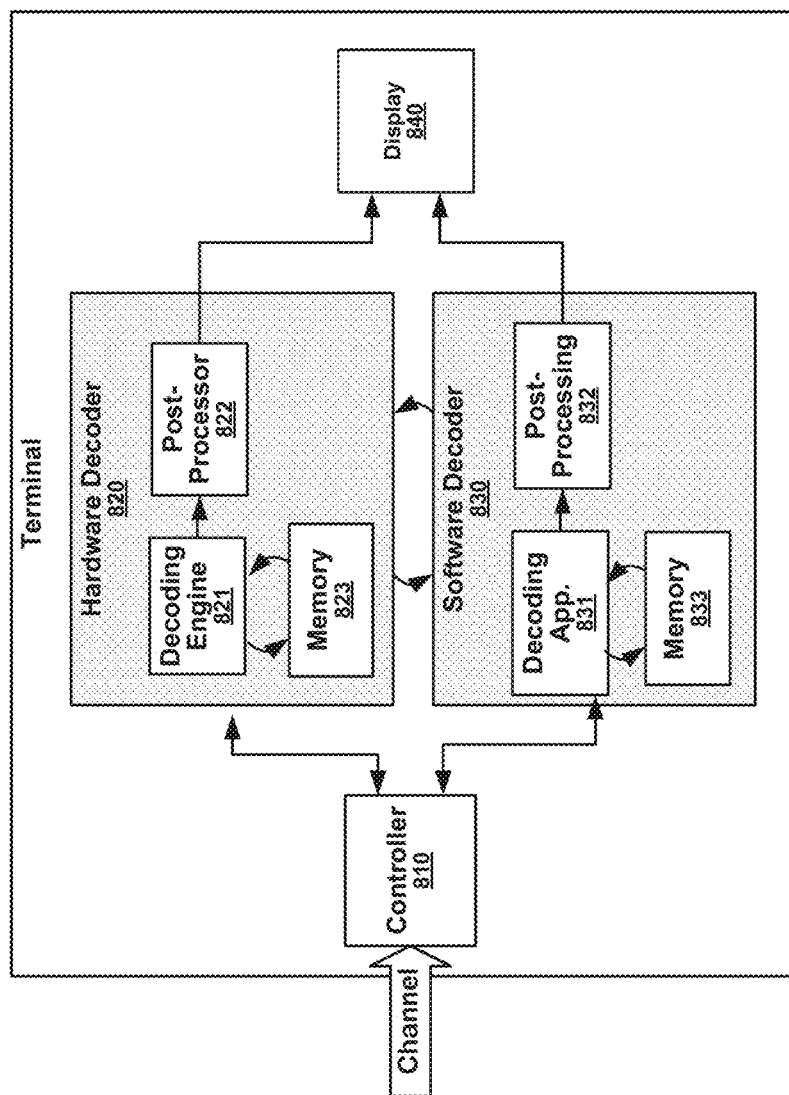 Terminal
Hardware Decoder
820
Decoding
Engine
821
Post-
Processor
822
Memory
823
Channel
Controller
810
Display
840
Software Decoder
830
Decoding
App.
831
Post-
Processing
832
Memory
833